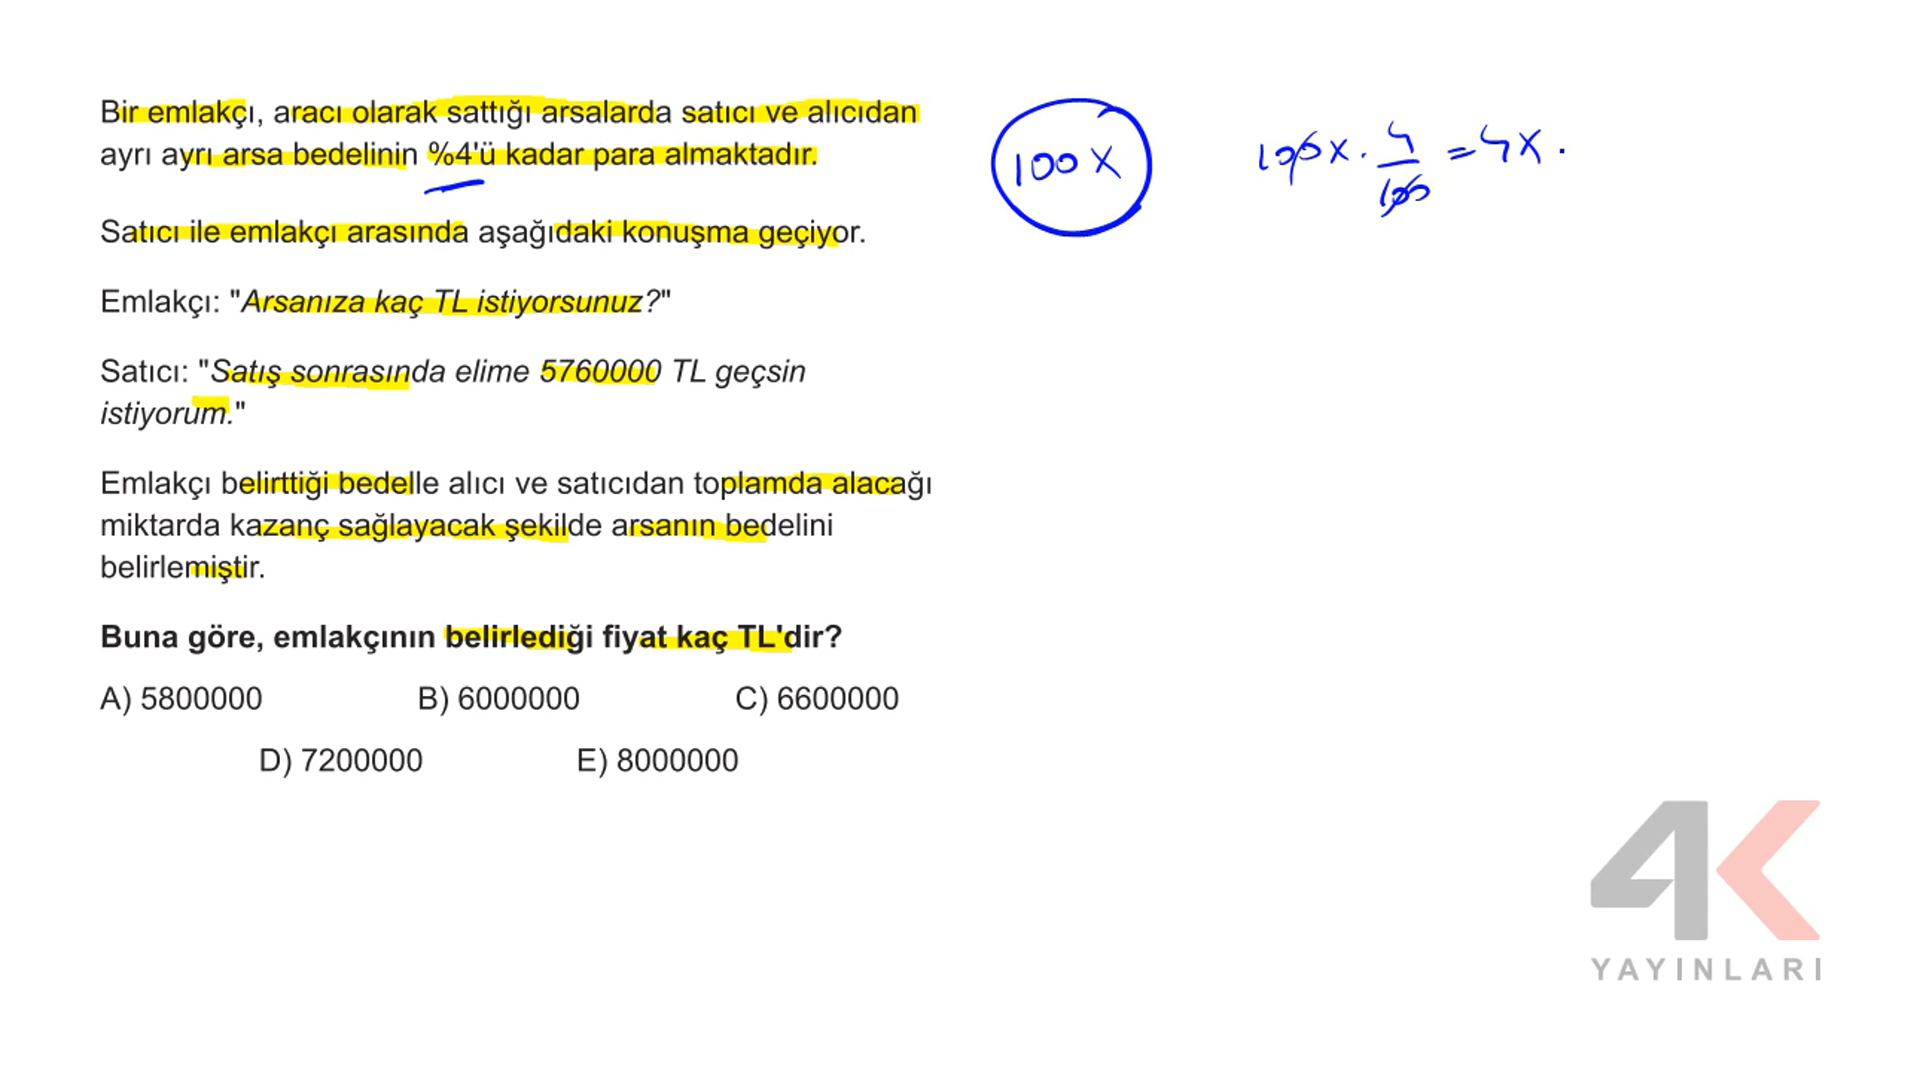 Bir emlakçı, aracı olarak sattığı arsalarda satıcı ve alıcıdan
ayrı ayrı arsa bedelinin %4'ü kadar para almaktadır.
Satıcı ile emlakçı arasında aşağıdaki konuşma geçiyor.
Emlakçı: "Arsanıza kaç TL istiyorsunuz?"
Satıcı: "Satış sonrasında elime 5760000 TL geçsin
istiyorum."
Emlakçı belirttiği bedelle alıcı ve satıcıdan toplamda alacağı
miktarda kazanç sağlayacak şekilde arsanın bedelini
belirlemiştir.
Buna göre, emlakçının belirlediği fiyat kaç TL'dir?
A) 5800000 B) 6000000 C) 6600000
D) 7200000 E) 8000000
100 X
100X . 4/100 = 4X .
4K
YAYINLARI